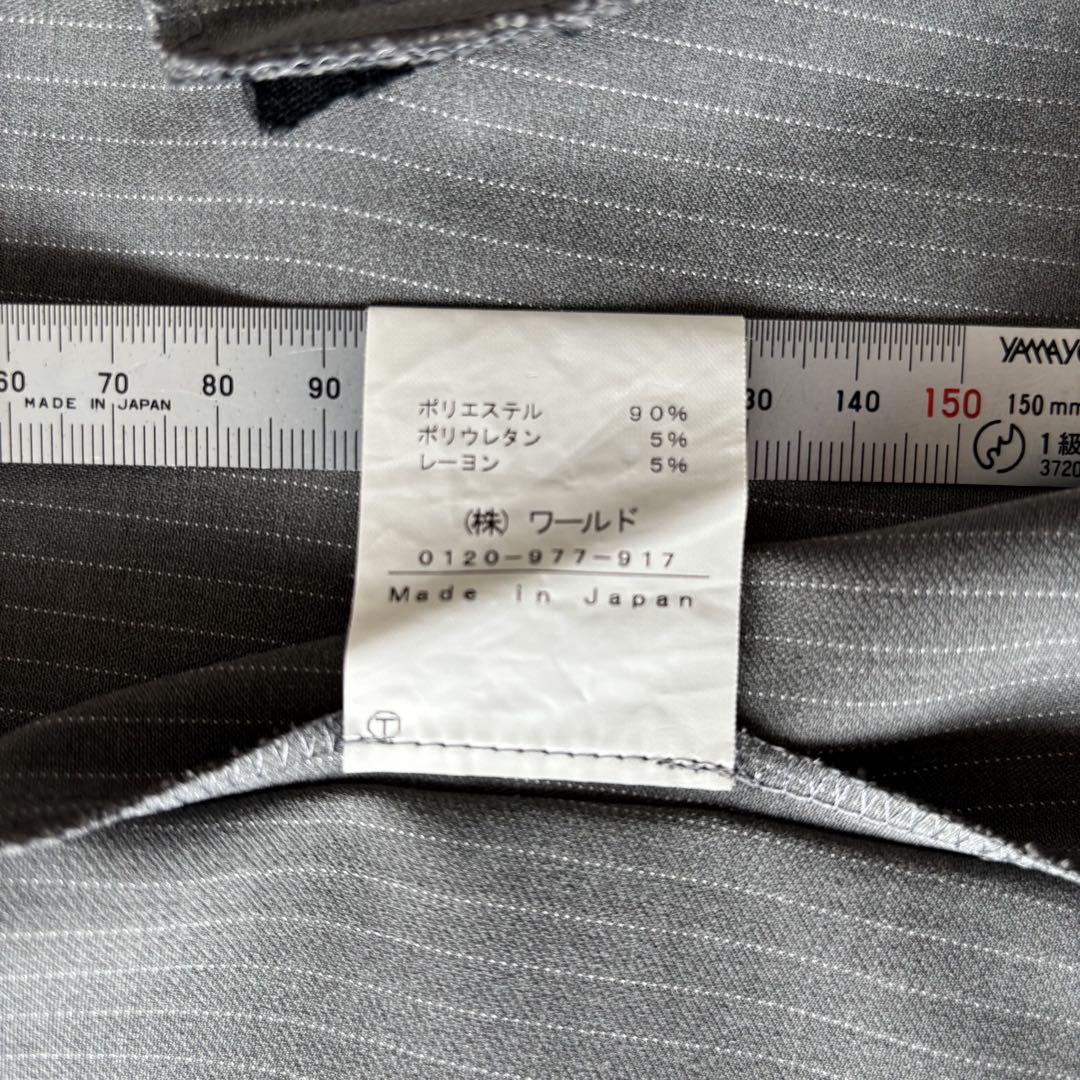 60 70 80 90 30 140 150 150 mm
MADE IN JAPAN
1級
3720
ポリエステル 90%
ポリウレタン 5%
レーヨン 5%
(株) ワールド
0120-977-917
Made in Japan
T